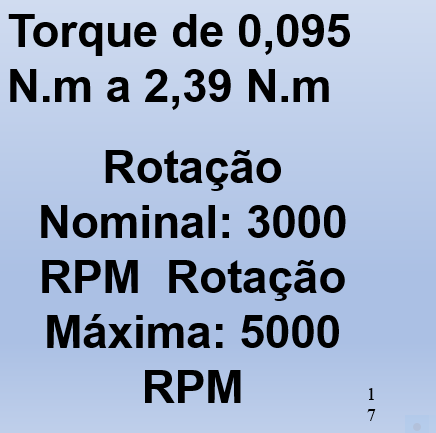 Torque de 0,095
N.m a 2,39 N.m
Rotação
Nominal: 3000
RPM Rotação
Máxima: 5000
RPM
1
7